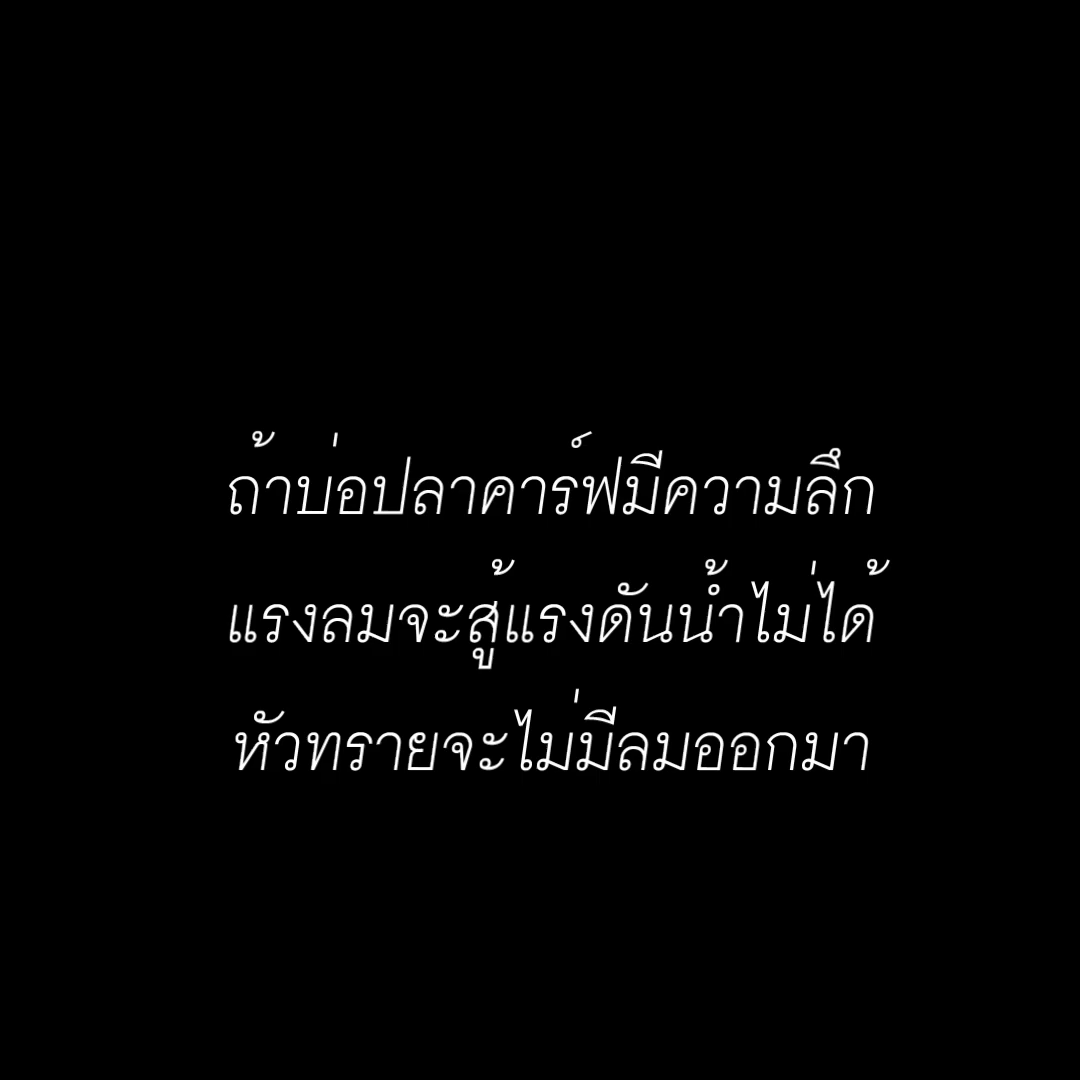 ถ้าบ่อปลาคาร์ฟมีความลึก
แรงลมจะสู้แรงดันน้ำไม่ได้
หัวทรายจะไม่มีลมออกมา